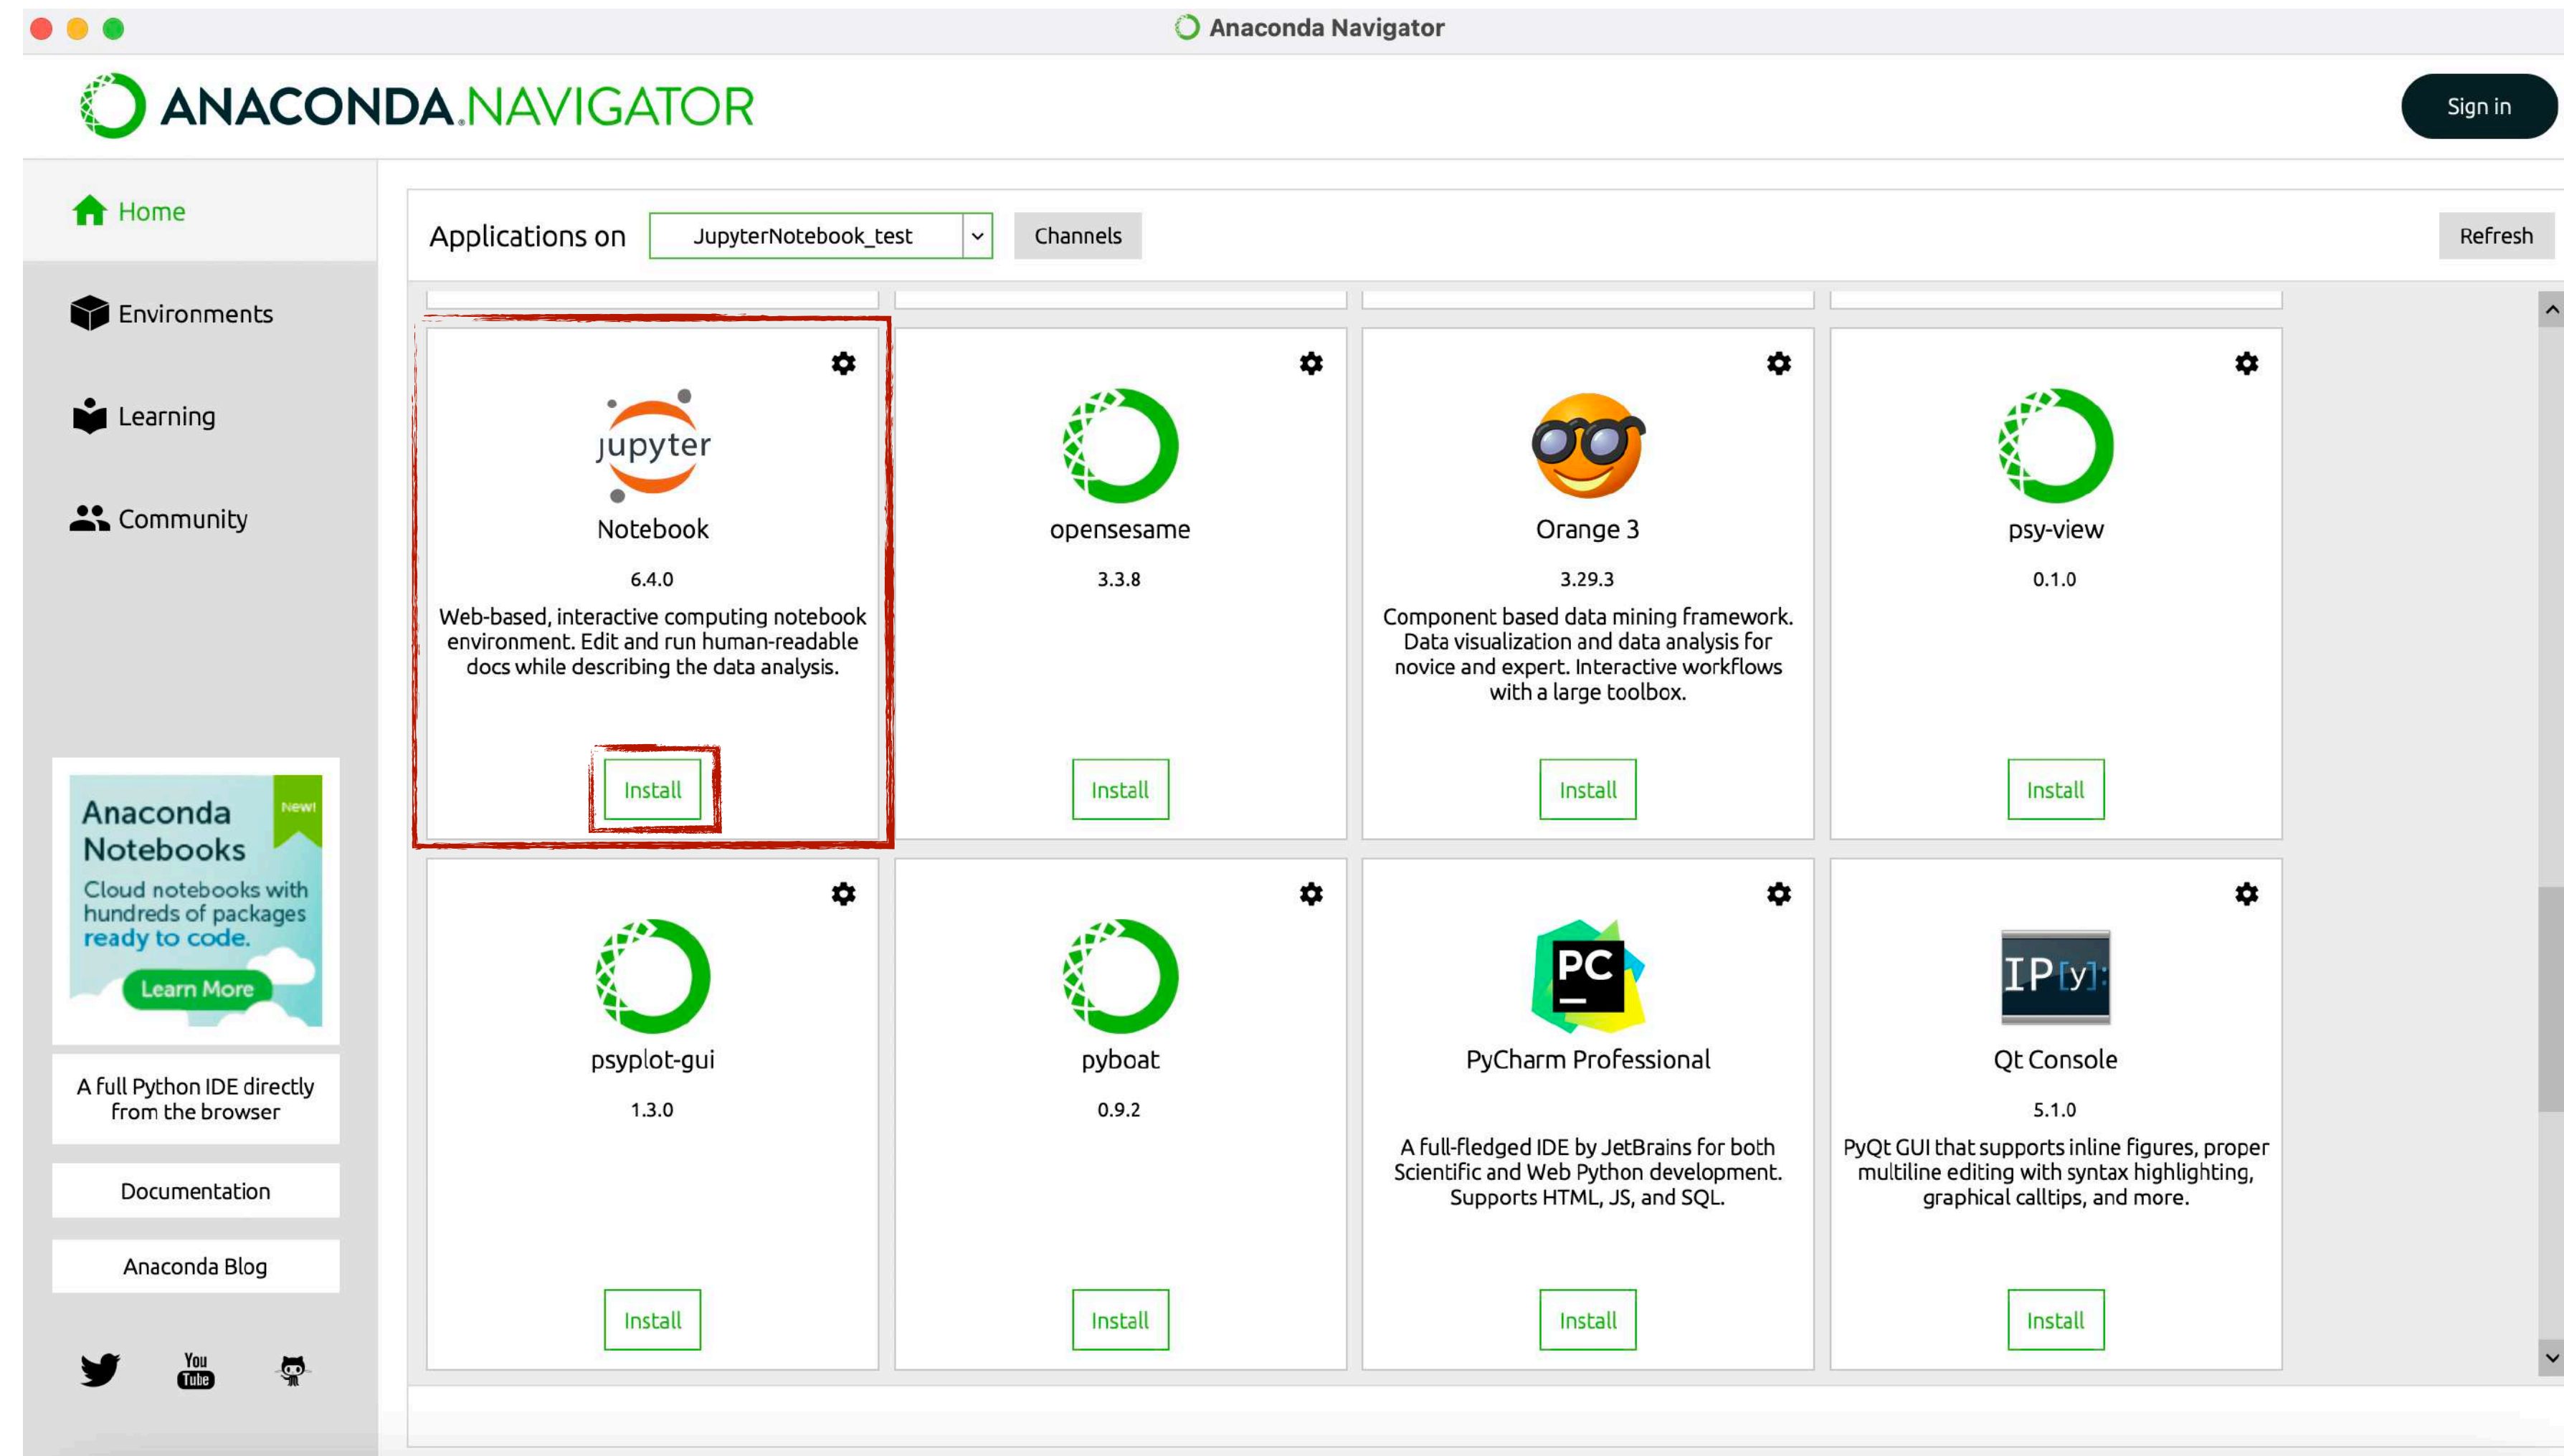 Anaconda Navigator
ANACONDA.NAVIGATOR
Sign in
Home
Environments
Learning
Community
Applications on
JupyterNotebook_test
Channels
Refresh
jupyter
Notebook
6.4.0
Web-based, interactive computing notebook
environment. Edit and run human-readable
docs while describing the data analysis.
Install
opensesame
3.3.8
Install
Orange 3
3.29.3
Component based data mining framework.
Data visualization and data analysis for
novice and expert. Interactive workflows
with a large toolbox.
Install
psy-view
0.1.0
Install
psyplot-gui
1.3.0
Install
pyboat
0.9.2
Install
PC
PyCharm Professional
A full-fledged IDE by JetBrains for both
Scientific and Web Python development.
Supports HTML, JS, and SQL.
Install
IP[y]:
Qt Console
5.1.0
PyQt GUI that supports inline figures, proper
multiline editing with syntax highlighting,
graphical calltips, and more.
Install
Anaconda
Notebooks
New!
Cloud notebooks with
hundreds of packages
ready to code.
Learn More
A full Python IDE directly
from the browser
Documentation
Anaconda Blog
You
Tube